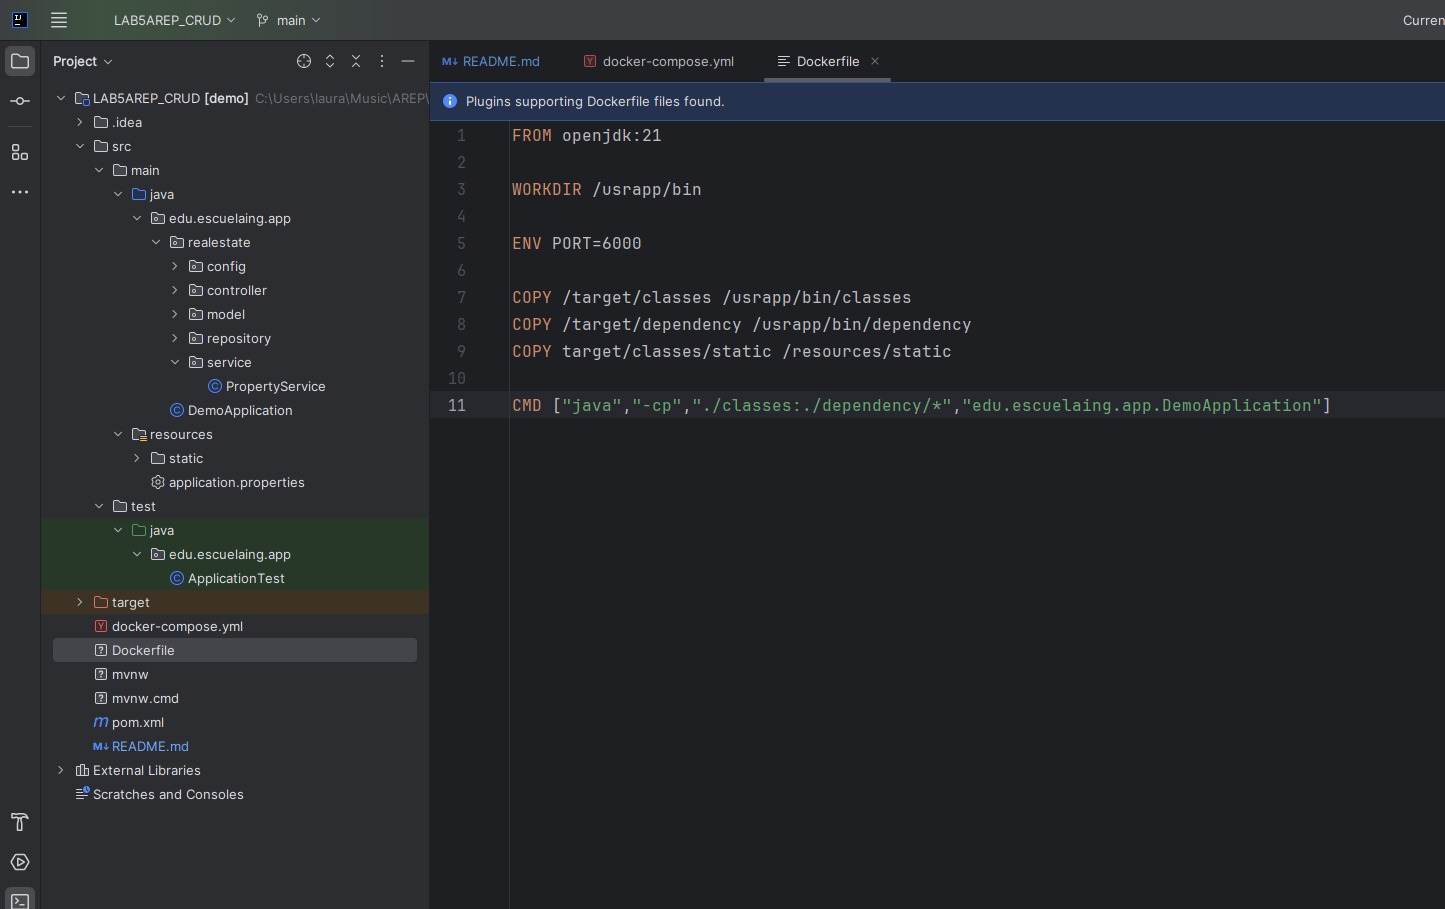 LAB5AREP_CRUD main Curren
Project
README.md docker-compose.yml Dockerfile
Plugins supporting Dockerfile files found.
LAB5AREP_CRUD [demo] C:\Users\laura\Music\AREP\
.idea
src
main
java
edu.escuelaing.app
realestate
config
controller
model
repository
service
PropertyService
DemoApplication
resources
static
application.properties
test
java
edu.escuelaing.app
ApplicationTest
target
docker-compose.yml
Dockerfile
mvnw
mvnw.cmd
pom.xml
README.md
External Libraries
Scratches and Consoles
1 FROM openjdk:21
2
3 WORKDIR /usrapp/bin
4
5 ENV PORT=6000
6
7 COPY /target/classes /usrapp/bin/classes
8 COPY /target/dependency /usrapp/bin/dependency
9 COPY target/classes/static /resources/static
10
11 CMD ["java","-cp","./classes:./dependency/*","edu.escuelaing.app.DemoApplication"]